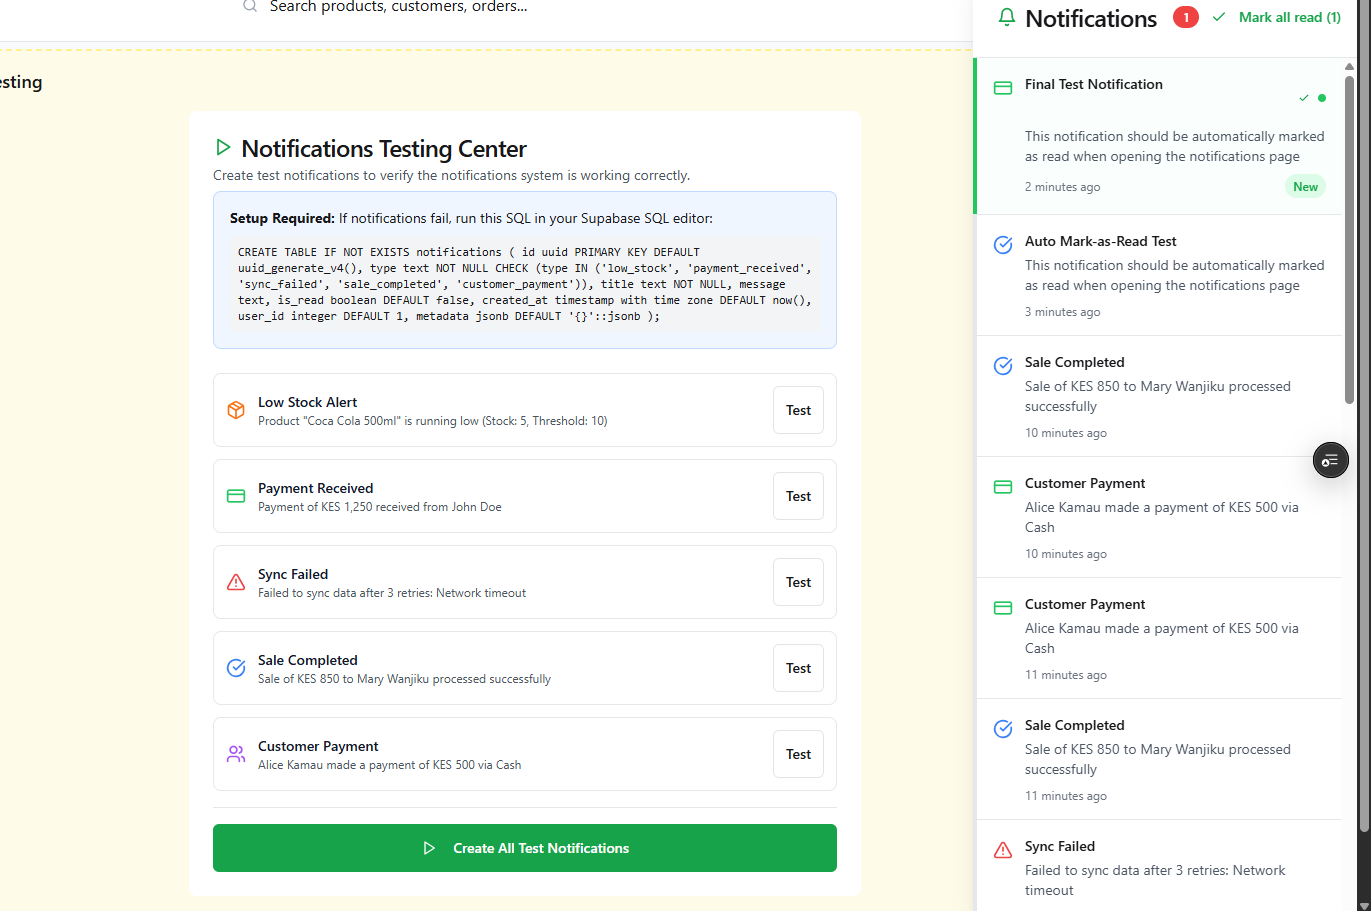 Search products, customers, orders...
esting
Notifications Testing Center
Create test notifications to verify the notifications system is working correctly.
Setup Required: If notifications fail, run this SQL in your Supabase SQL editor:
CREATE TABLE IF NOT EXISTS notifications ( id uuid PRIMARY KEY DEFAULT
uuid_generate_v4(), type text NOT NULL CHECK (type IN ('low_stock', 'payment_received',
'sync_failed', 'sale_completed', 'customer_payment')), title text NOT NULL, message
text, is_read boolean DEFAULT false, created_at timestamp with time zone DEFAULT now(),
user_id integer DEFAULT 1, metadata jsonb DEFAULT '{}'::jsonb );
Low Stock Alert
Product "Coca Cola 500ml" is running low (Stock: 5, Threshold: 10)
Test
Payment Received
Payment of KES 1,250 received from John Doe
Test
Sync Failed
Failed to sync data after 3 retries: Network timeout
Test
Sale Completed
Sale of KES 850 to Mary Wanjiku processed successfully
Test
Customer Payment
Alice Kamau made a payment of KES 500 via Cash
Test
Create All Test Notifications
Notifications 1 Mark all read (1)
Final Test Notification
This notification should be automatically marked
as read when opening the notifications page
2 minutes ago New
Auto Mark-as-Read Test
This notification should be automatically marked
as read when opening the notifications page
3 minutes ago
Sale Completed
Sale of KES 850 to Mary Wanjiku processed
successfully
10 minutes ago
Customer Payment
Alice Kamau made a payment of KES 500 via
Cash
10 minutes ago
Customer Payment
Alice Kamau made a payment of KES 500 via
Cash
11 minutes ago
Sale Completed
Sale of KES 850 to Mary Wanjiku processed
successfully
11 minutes ago
Sync Failed
Failed to sync data after 3 retries: Network
timeout